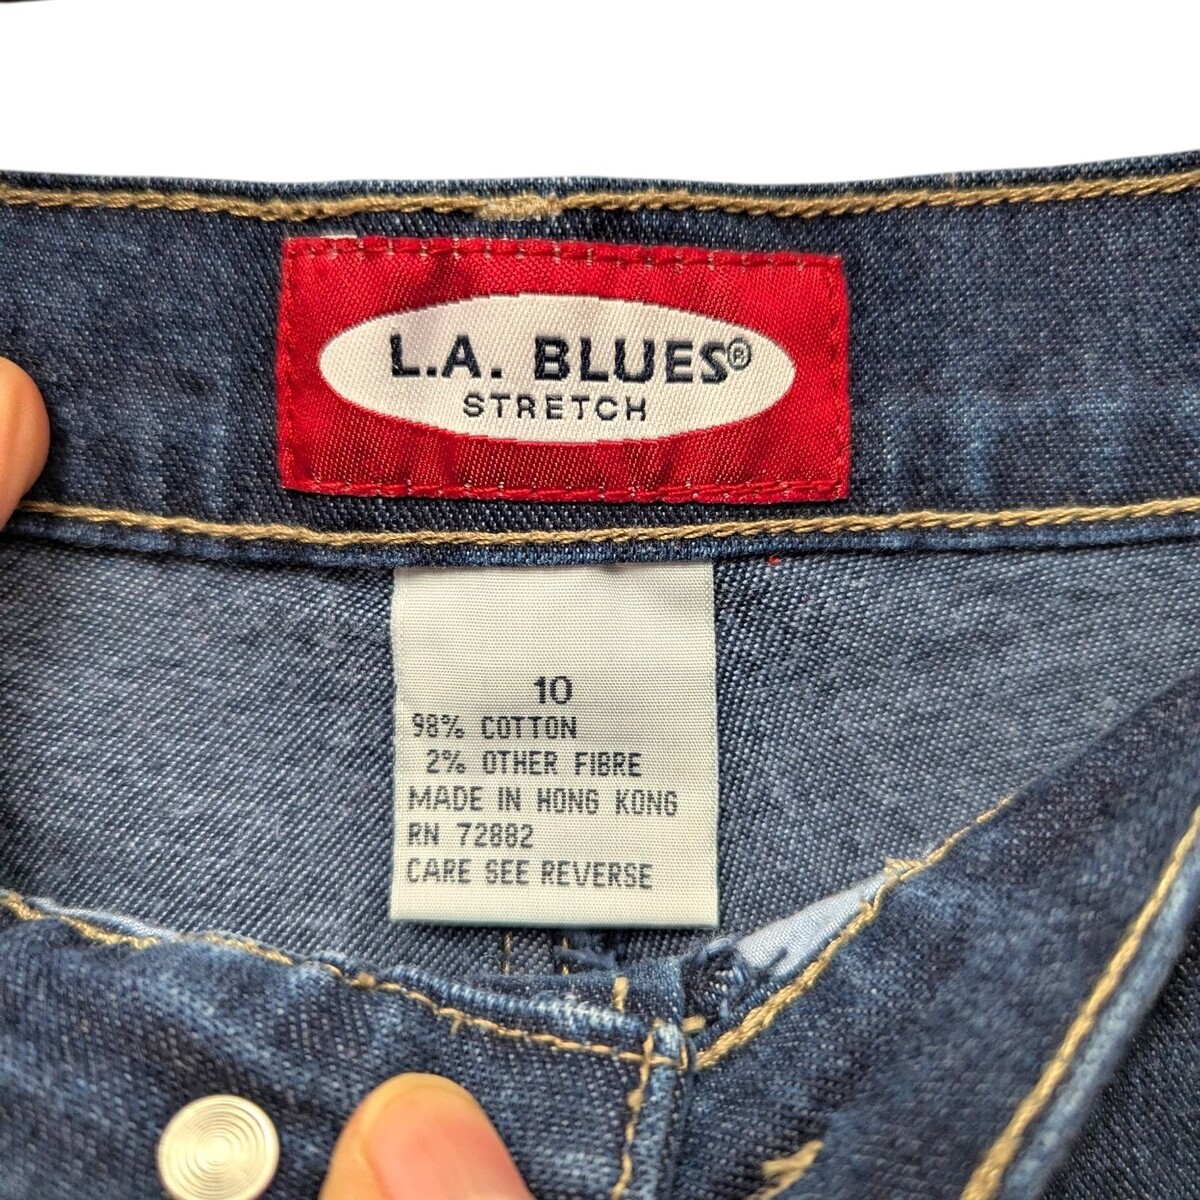 L.A. BLUES®
STRETCH
10
98% COTTON
2% OTHER FIBRE
MADE IN HONG KONG
RN 72882
CARE SEE REVERSE